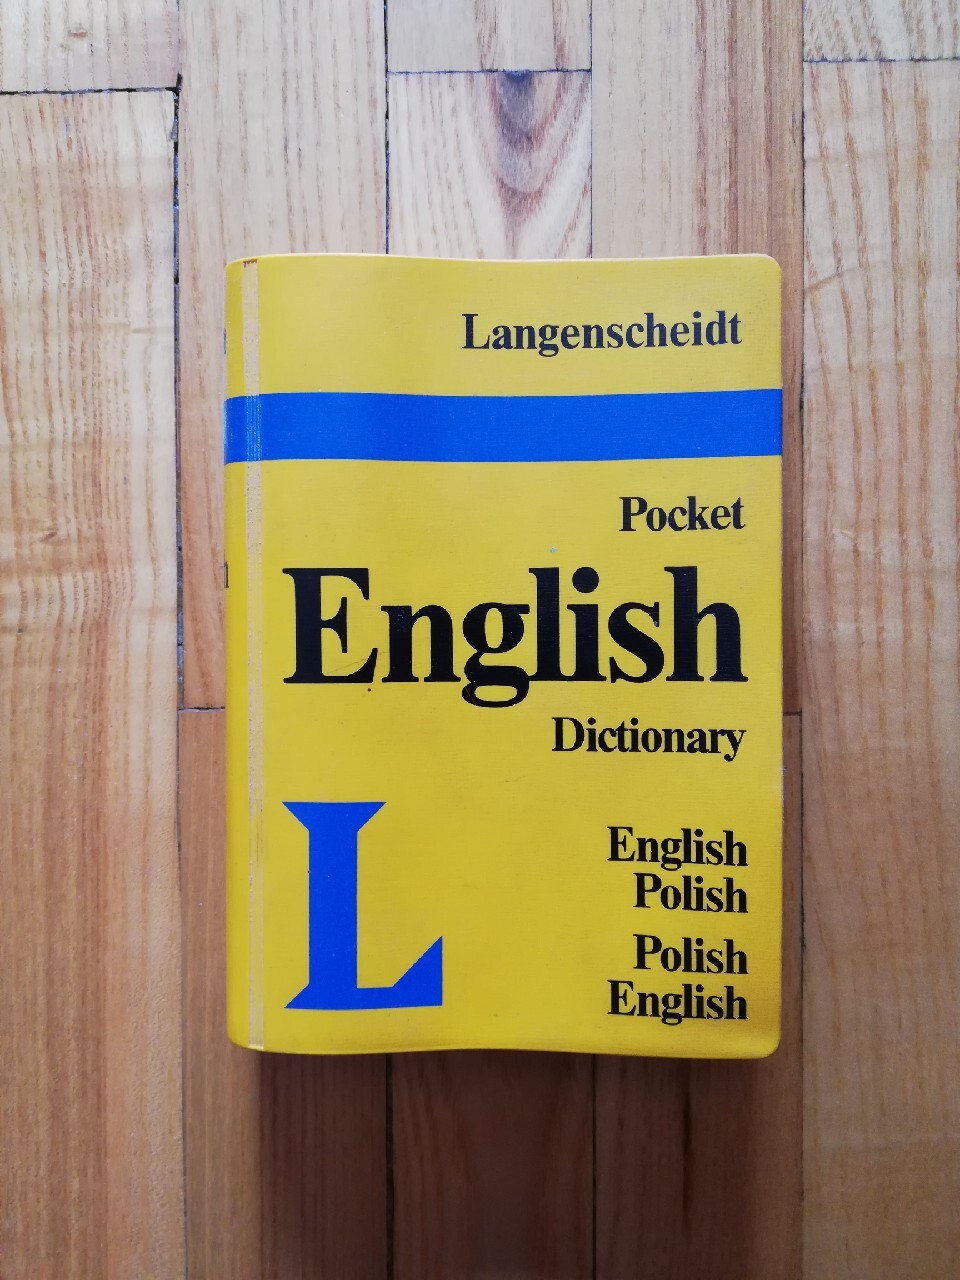 Langenscheidt
Pocket
English
Dictionary
L
English
Polish
Polish
English